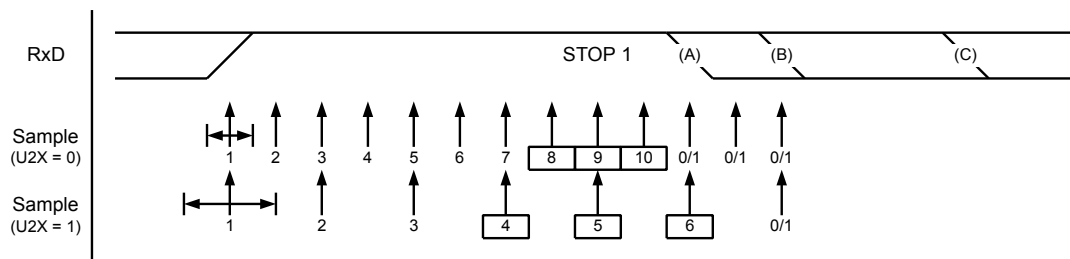 RxD STOP 1 (A) (B) (C)
Sample
(U2X = 0)
1 2 3 4 5 6 7 8 9 10 0/1 0/1 0/1
Sample
(U2X = 1)
1 2 3 4 5 6 0/1